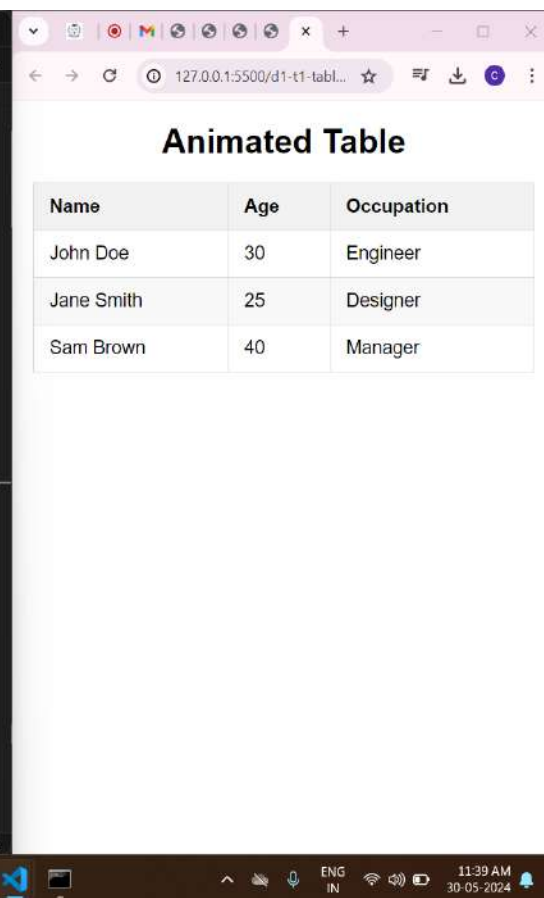 127.0.0.1:5500/d1-t1-tabl...
C
Animated Table
Name Age Occupation
John Doe 30 Engineer
Jane Smith 25 Designer
Sam Brown 40 Manager
ENG 11:39 AM
IN 30-05-2024